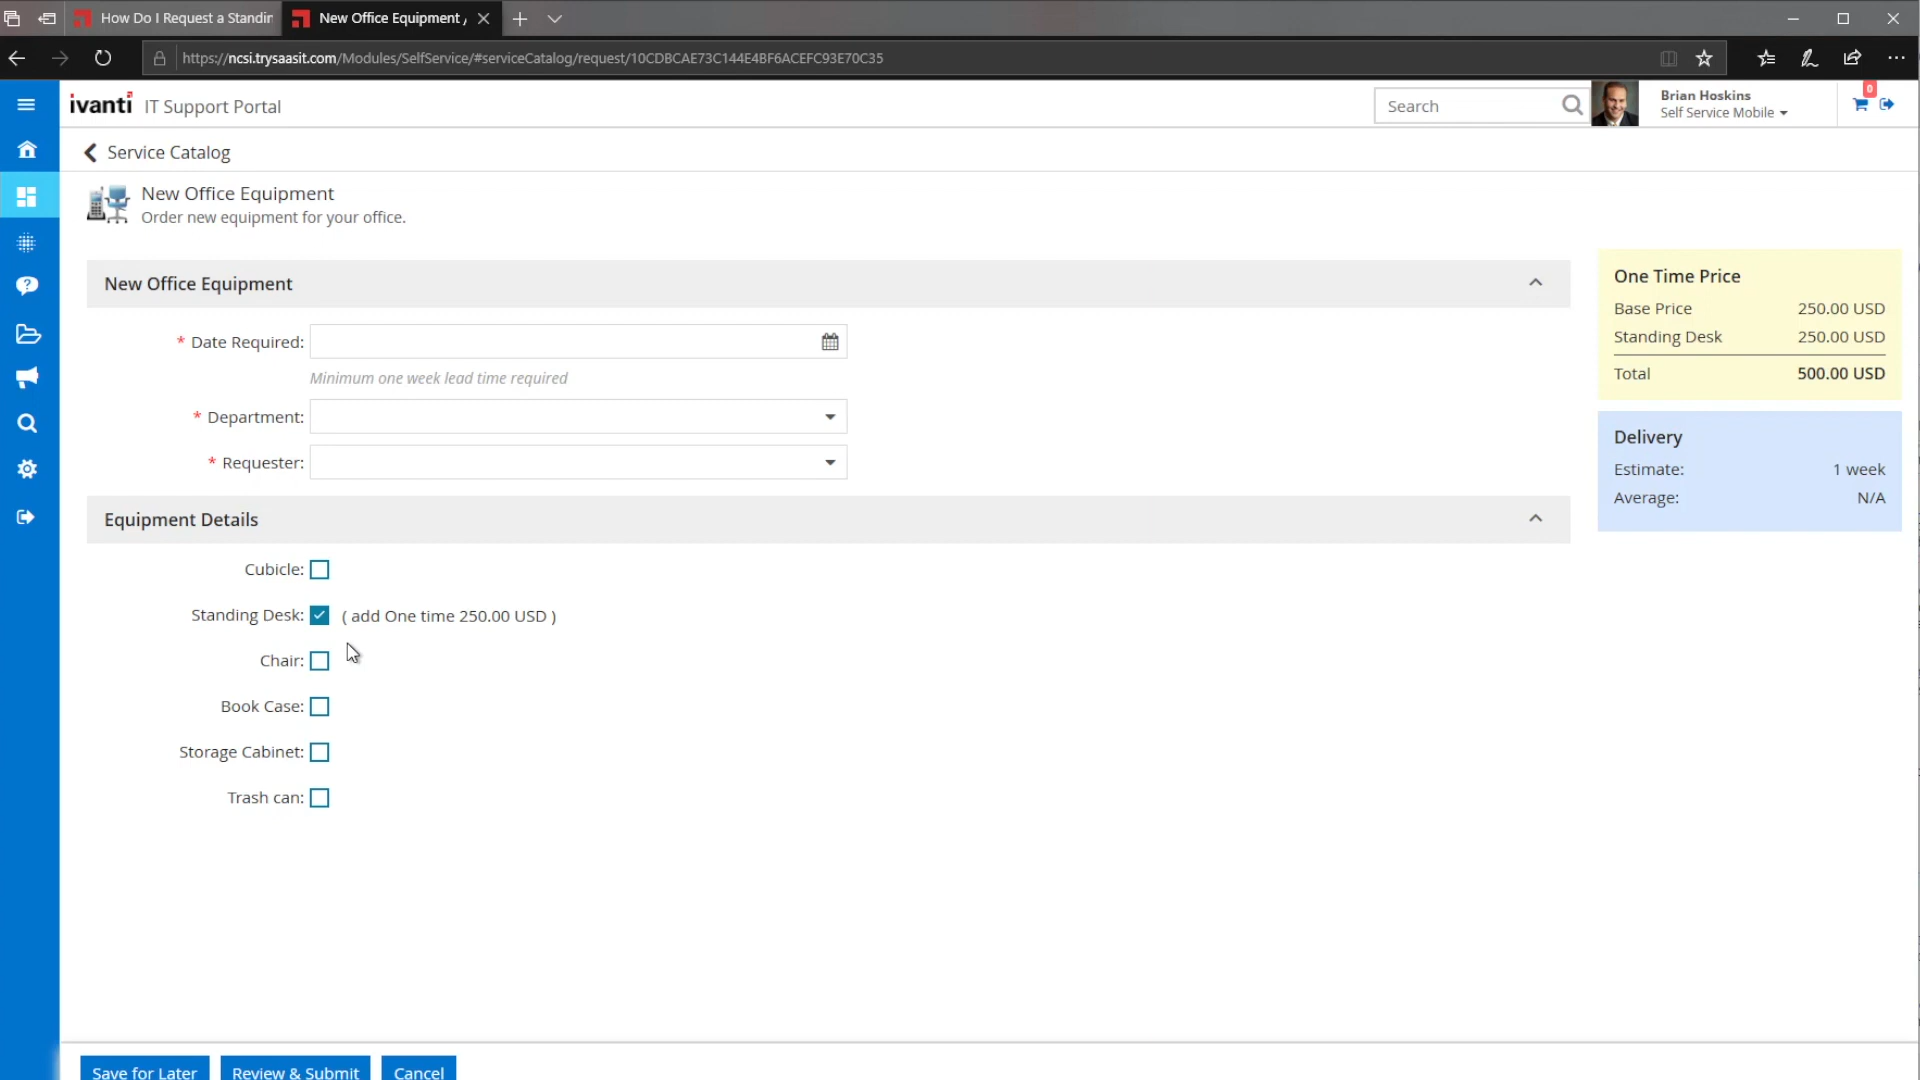 How Do I Request a Standin
New Office Equipment ,
https://ncsi.trysaasit.com/Modules/SelfService/#serviceCatalog/request/10CDBCAE73C144E4BF6ACEFC93E70C35
ivanti IT Support Portal
Search
Brian Hoskins
Self Service Mobile
0
Service Catalog
New Office Equipment
Order new equipment for your office.
New Office Equipment
* Date Required:
Minimum one week lead time required
* Department:
* Requester:
Equipment Details
Cubicle:
Standing Desk: ( add One time 250.00 USD )
Chair:
Book Case:
Storage Cabinet:
Trash can:
One Time Price
Base Price 250.00 USD
Standing Desk 250.00 USD
Total 500.00 USD
Delivery
Estimate: 1 week
Average: N/A
Save for Later Review & Submit Cancel